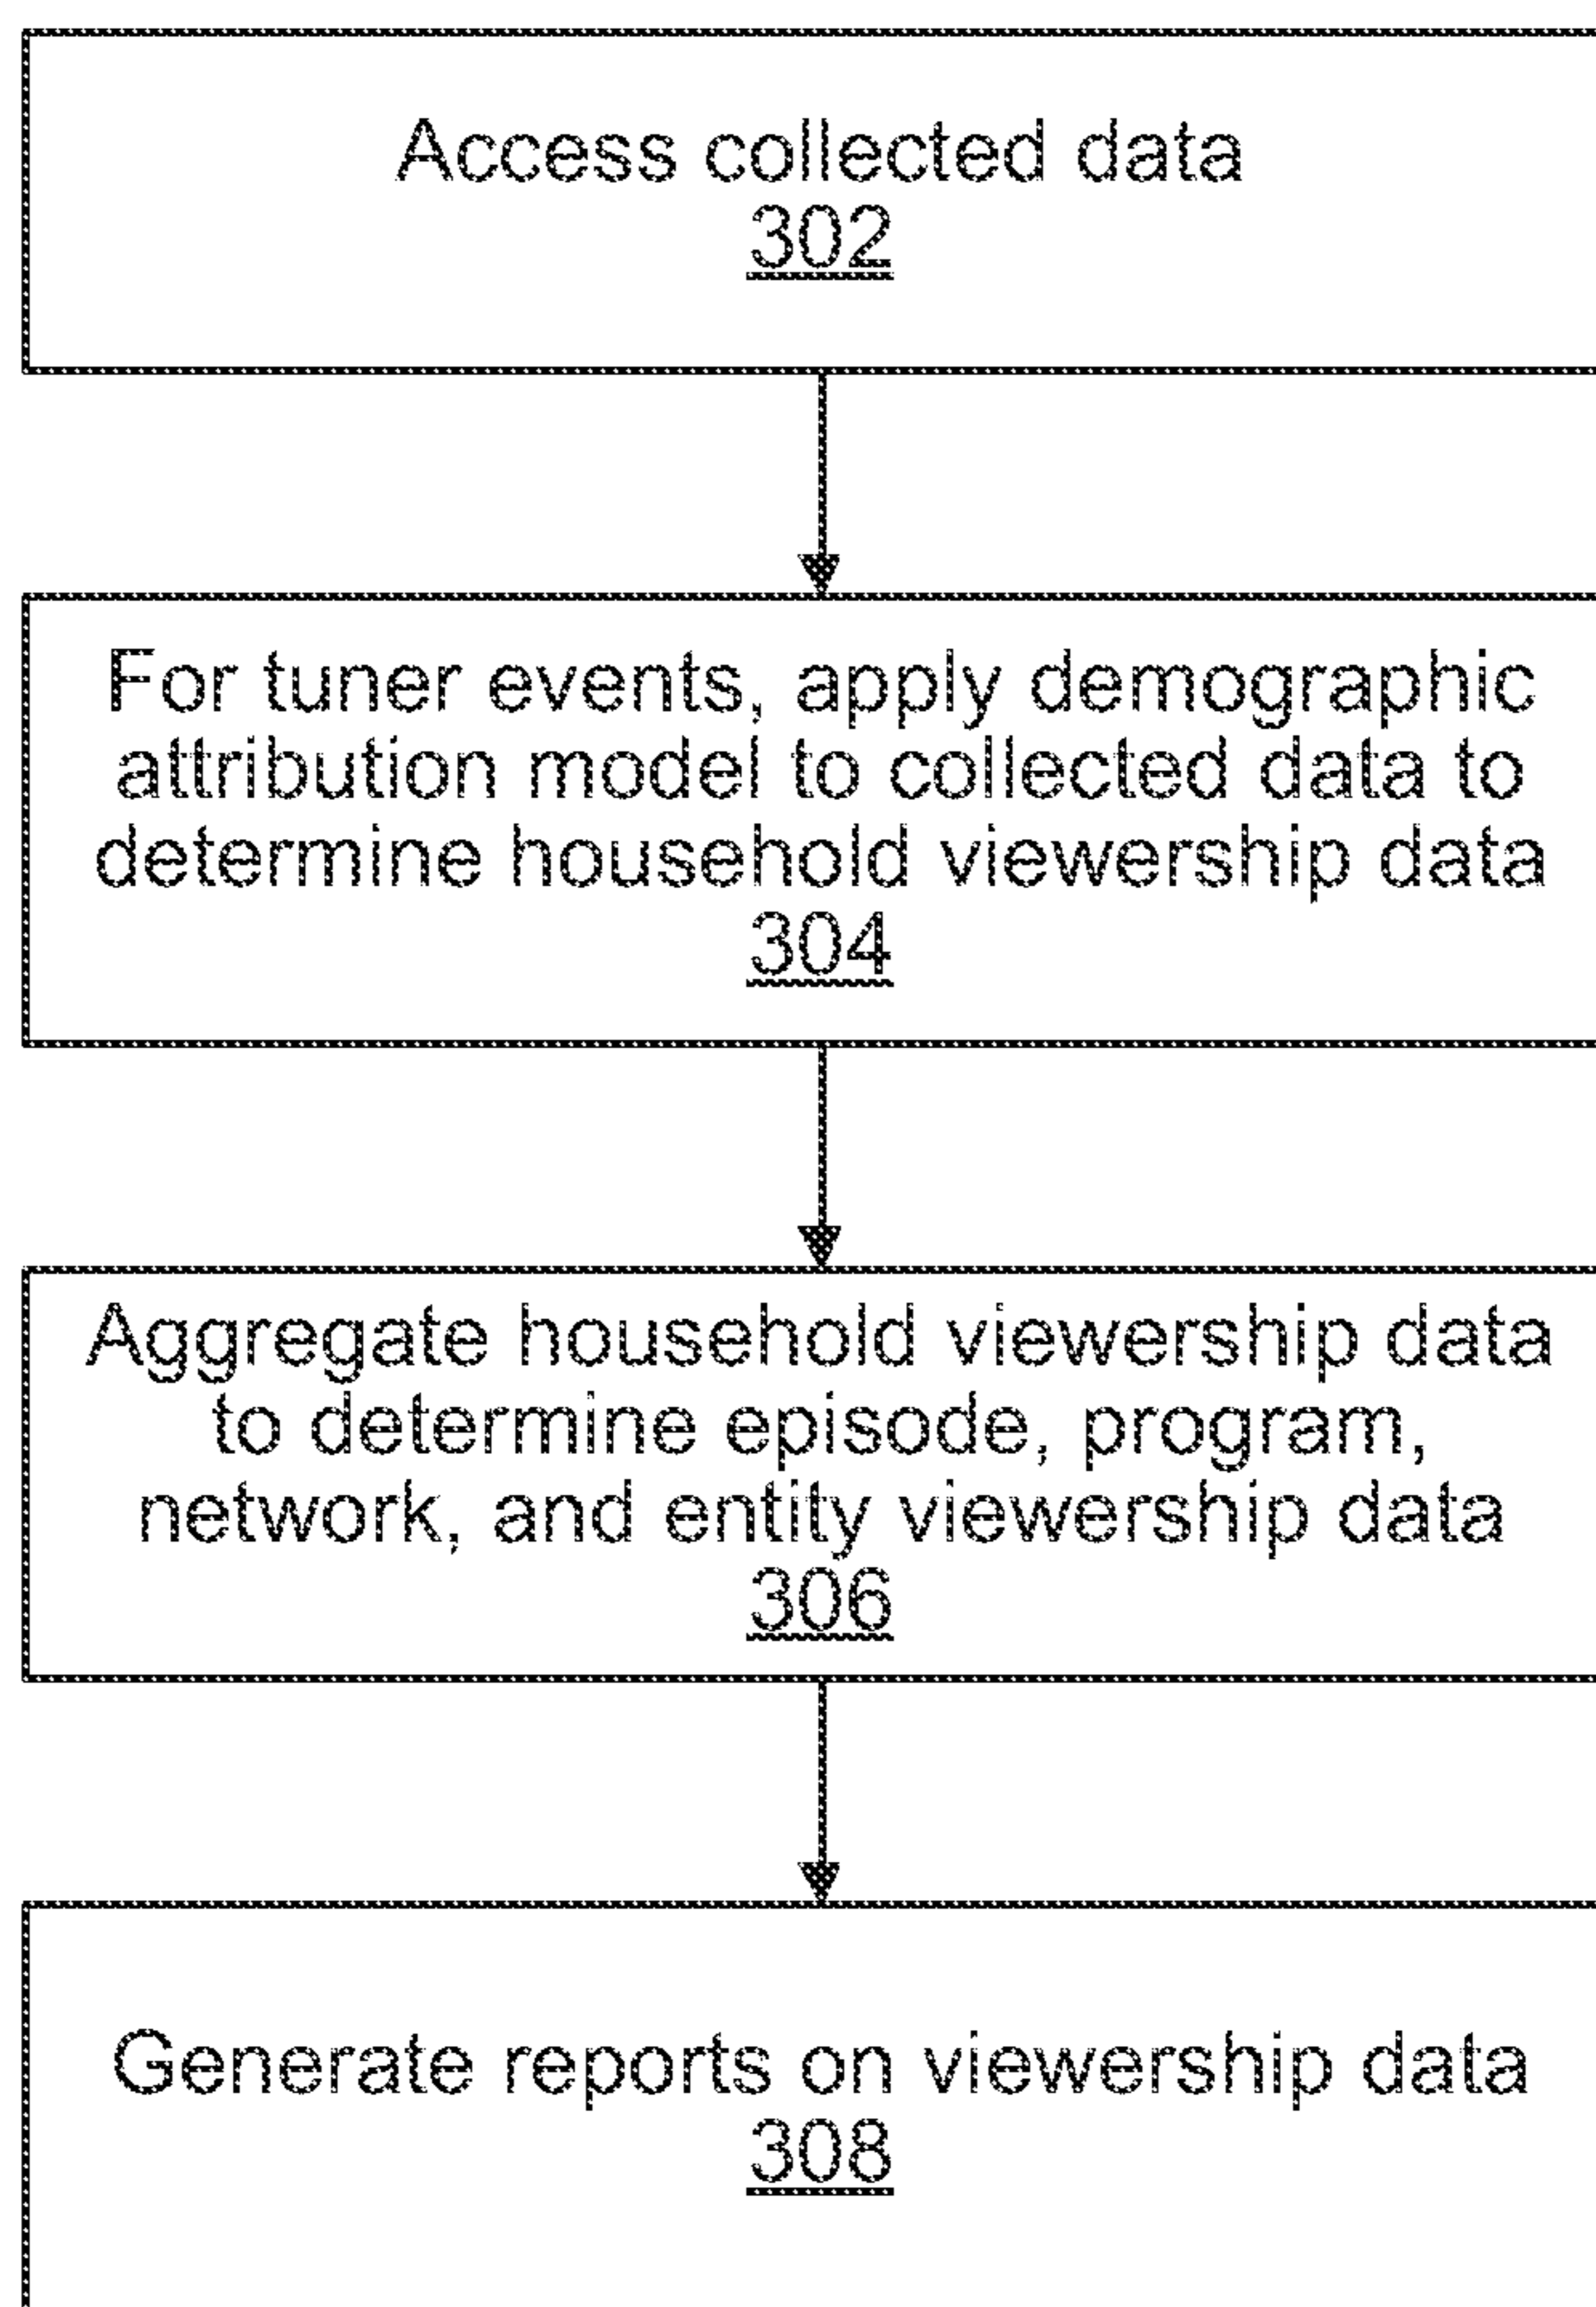 Access collected data
302
For tuner events, apply demographic
attribution model to collected data to
determine household viewership data
304
Aggregate household viewership data
to determine episode, program,
network, and entity viewership data
306
Generate reports on viewership data
308